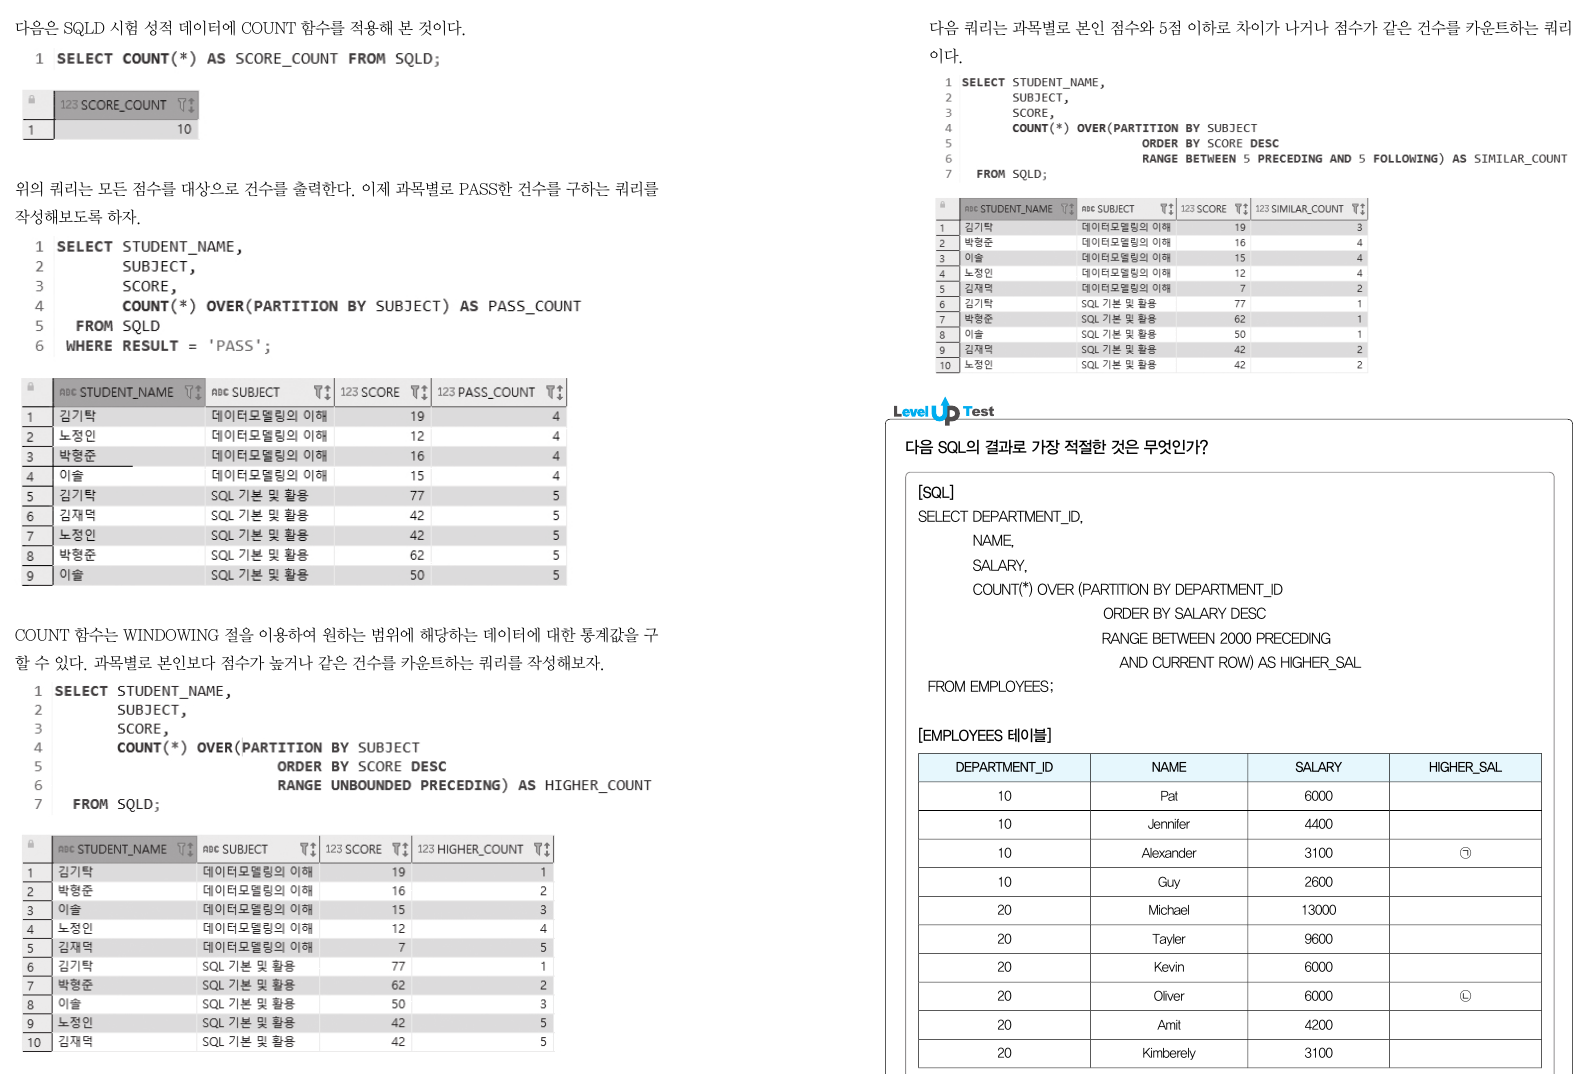 다음은 SQLD 시험 성적 데이터에 COUNT 함수를 적용해 본 것이다.
1 SELECT COUNT(*) AS SCORE_COUNT FROM SQLD;
123 SCORE_COUNT
1 10
위의 쿼리는 모든 점수를 대상으로 건수를 출력한다. 이제 과목별로 PASS한 건수를 구하는 쿼리를
작성해보도록 하자.
1 SELECT STUDENT_NAME,
2 SUBJECT,
3 SCORE,
4 COUNT(*) OVER(PARTITION BY SUBJECT) AS PASS_COUNT
5 FROM SQLD
6 WHERE RESULT = 'PASS';
ABC STUDENT_NAME ABC SUBJECT 123 SCORE 123 PASS_COUNT
1 김기탁 데이터모델링의 이해 19 4
2 노정인 데이터모델링의 이해 12 4
3 박형준 데이터모델링의 이해 16 4
4 이솔 데이터모델링의 이해 15 4
5 김기탁 SQL 기본 및 활용 77 5
6 김재덕 SQL 기본 및 활용 42 5
7 노정인 SQL 기본 및 활용 42 5
8 박형준 SQL 기본 및 활용 62 5
9 이솔 SQL 기본 및 활용 50 5
COUNT 함수는 WINDOWING 절을 이용하여 원하는 범위에 해당하는 데이터에 대한 통계값을 구
할 수 있다. 과목별로 본인보다 점수가 높거나 같은 건수를 카운트하는 쿼리를 작성해보자.
1 SELECT STUDENT_NAME,
2 SUBJECT,
3 SCORE,
4 COUNT(*) OVER(PARTITION BY SUBJECT
5 ORDER BY SCORE DESC
6 RANGE UNBOUNDED PRECEDING) AS HIGHER_COUNT
7 FROM SQLD;
ABC STUDENT_NAME ABC SUBJECT 123 SCORE 123 HIGHER_COUNT
1 김기탁 데이터모델링의 이해 19 1
2 박형준 데이터모델링의 이해 16 2
3 이솔 데이터모델링의 이해 15 3
4 노정인 데이터모델링의 이해 12 4
5 김재덕 데이터모델링의 이해 7 5
6 김기탁 SQL 기본 및 활용 77 1
7 박형준 SQL 기본 및 활용 62 2
8 이솔 SQL 기본 및 활용 50 3
9 노정인 SQL 기본 및 활용 42 5
10 김재덕 SQL 기본 및 활용 42 5
다음 쿼리는 과목별로 본인 점수와 5점 이하로 차이가 나거나 점수가 같은 건수를 카운트하는 쿼리
이다.
1 SELECT STUDENT_NAME,
2 SUBJECT,
3 SCORE,
4 COUNT(*) OVER(PARTITION BY SUBJECT
5 ORDER BY SCORE DESC
6 RANGE BETWEEN 5 PRECEDING AND 5 FOLLOWING) AS SIMILAR_COUNT
7 FROM SQLD;
ABC STUDENT_NAME ABC SUBJECT 123 SCORE 123 SIMILAR_COUNT
1 김기탁 데이터모델링의 이해 19 3
2 박형준 데이터모델링의 이해 16 4
3 이솔 데이터모델링의 이해 15 4
4 노정인 데이터모델링의 이해 12 4
5 김재덕 데이터모델링의 이해 7 2
6 김기탁 SQL 기본 및 활용 77 1
7 박형준 SQL 기본 및 활용 62 1
8 이솔 SQL 기본 및 활용 50 1
9 김재덕 SQL 기본 및 활용 42 2
10 노정인 SQL 기본 및 활용 42 2
Level UP Test
다음 SQL의 결과로 가장 적절한 것은 무엇인가?
[SQL]
SELECT DEPARTMENT_ID,
NAME,
SALARY,
COUNT(*) OVER (PARTITION BY DEPARTMENT_ID
ORDER BY SALARY DESC
RANGE BETWEEN 2000 PRECEDING
AND CURRENT ROW) AS HIGHER_SAL
FROM EMPLOYEES;
[EMPLOYEES 테이블]
DEPARTMENT_ID NAME SALARY HIGHER_SAL
10 Pat 6000
10 Jennifer 4400
10 Alexander 3100 ㉠
10 Guy 2600
20 Michael 13000
20 Tayler 9600
20 Kevin 6000
20 Oliver 6000 ㉡
20 Amit 4200
20 Kimberely 3100